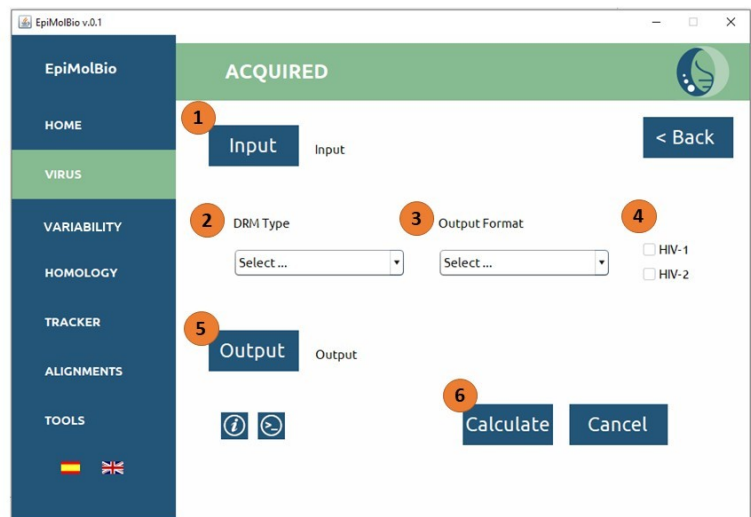 EpiMolBio v.0.1
EpiMolBio
ACQUIRED
HOME
VIRUS
VARIABILITY
HOMOLOGY
TRACKER
ALIGNMENTS
TOOLS
1
Input
Input
< Back
2
DRM Type
Select ...
3
Output Format
Select ...
4
HIV-1
HIV-2
5
Output
Output
6
Calculate
Cancel